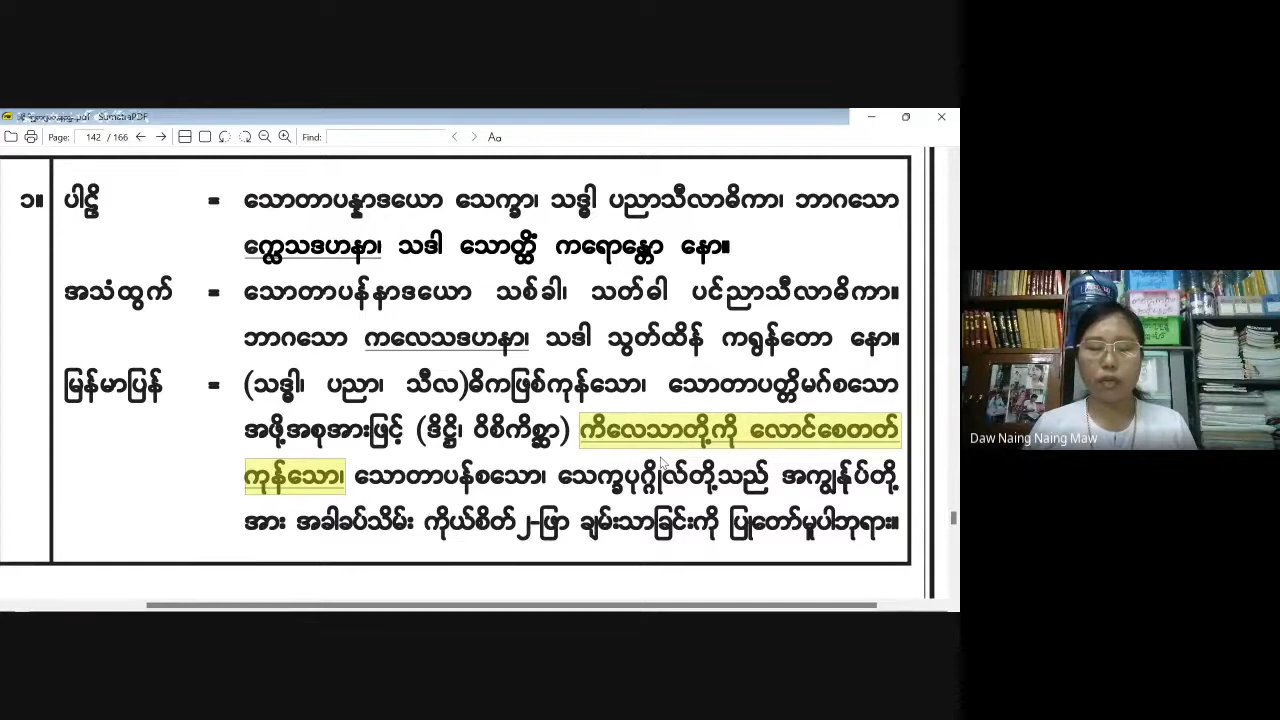 SumatraPDF
Page: 142 / 166 Find: Aa
၁။ ပါဠိ = သောတာပန္နာဒယော သေက္ခာ၊ သဒ္ဓါ ပညာသီလာဓိကာ၊ ဘာဂသော
က္လေသဒဟနာ၊ သဒါ သောတ္ထိံ ကရောန္တော နော။
အသံထွက် = သောတာပန်နာဒယော သစ်ခါ၊ သတ်ဓါ ပင်ညာသီလာဓိကာ။
ဘာဂသော ကလေသဒဟနာ၊ သဒါ သွတ်ထိန် ကရွန်တော နော။
မြန်မာပြန် = (သဒ္ဓါ၊ ပညာ၊ သီလ)ဓိကဖြစ်ကုန်သော၊ သောတာပတ္တိမဂ်စသော
အဖို့အစုအားဖြင့် (ဒိဋ္ဌိ၊ ဝိစိကိစ္ဆာ) ကိလေသာတို့ကို လောင်စေတတ်
ကုန်သော၊ သောတာပန်စသော၊ သေက္ခပုဂ္ဂိုလ်တို့သည် အကျွန်ုပ်တို့
အား အခါခပ်သိမ်း ကိုယ်စိတ်၂-ဖြာ ချမ်းသာခြင်းကို ပြုတော်မူပါဘုရား။
Daw Naing Naing Maw